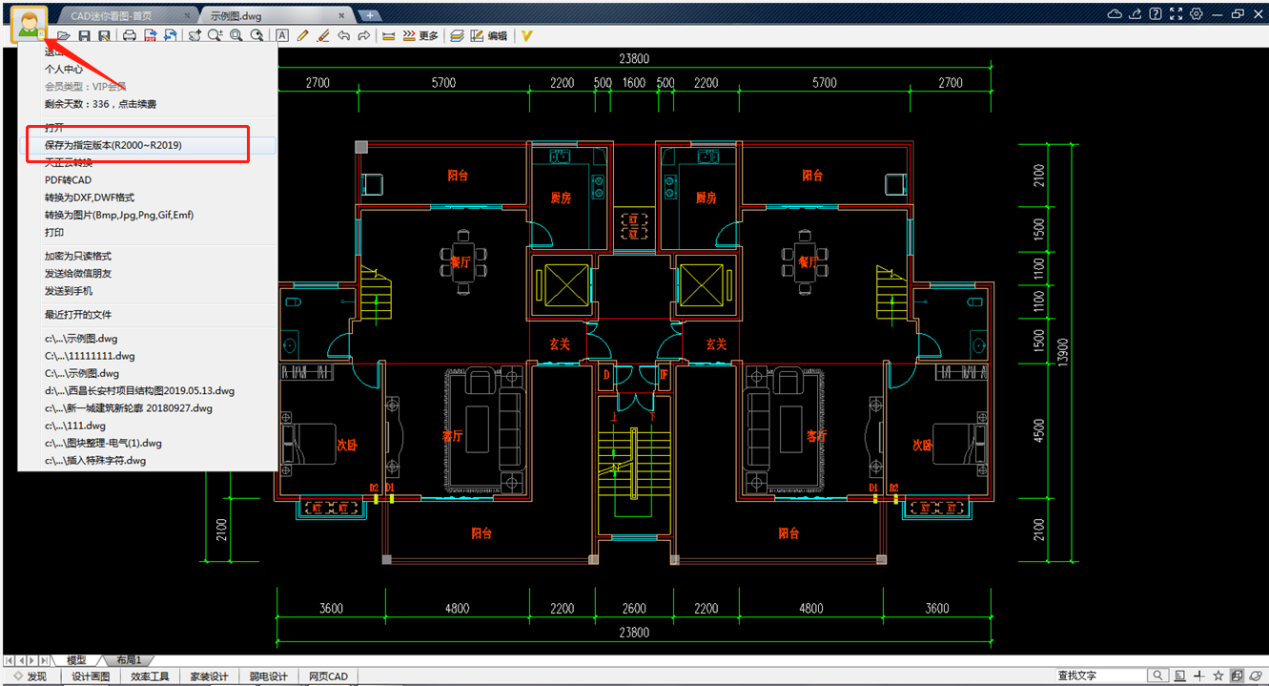 CAD迷你看图-首页
示例图.dwg
A
更多
编辑
退出
个人中心
会员类型：VIP会员
剩余天数：336，点击续费
打开
保存为指定版本(R2000~R2019)
天正云转换
PDF转CAD
转换为DXF,DWF格式
转换为图片(Bmp,Jpg,Png,Gif,Emf)
打印
加密为只读格式
发送给微信朋友
发送到手机
最近打开的文件
c:\...\示例图.dwg
C:\...\11111111.dwg
C:\...\示例图.dwg
d:\...\西昌长安村项目结构图2019.05.13.dwg
c:\...\新一城建筑新轮廓 20180927.dwg
c:\...\111.dwg
c:\...\图块整理-电气(1).dwg
c:\...\插入特殊字符.dwg
23800
2700 5700 2200 500 1600 500 2200 5700 2700
阳台 厨房 厨房 阳台
餐厅 餐厅
玄关 玄关
D
上 下
客厅 客厅
次卧 次卧
D2 D1 D1 D2
阳台 阳台
2100
1500
1100
1100
1500
13900
4500
2100
2100
3600 4800 2200 2600 2200 4800 3600
23800
模型 布局1
发现 设计画图 效率工具 家装设计 弱电设计 网页CAD 查找文字